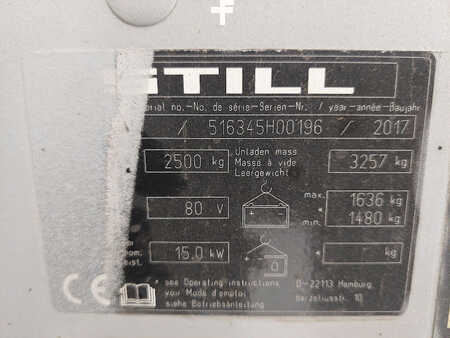 STILL
serial no.-No. de série-Serien-Nr. / year-année-Baujahr
/ 516345H00196 / 2017
2500 kg Unladen mass Masse à vide Leergewicht 3257 kg
80 V + - max. 1636 kg min. 1480 kg
15.0 kW kg
CE * see Operating instructions D-22113 Hamburg
voir Mode d'emploi Berzeliusstr. 10
siehe Betriebsanleitung